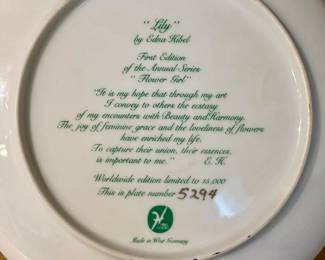 "Lily"
by Edna Hibel
First Edition
of the Annual Series
"Flower Girl"
"It is my hope that through my art
I convey to others the ecstasy
of my encounters with Beauty and Harmony.
The joy of feminine grace and the loveliness of flowers
have enriched my life.
To capture their union, their essences,
is important to me." E. H.
Worldwide edition limited to 15,000
This is plate number 5294
Made in West Germany